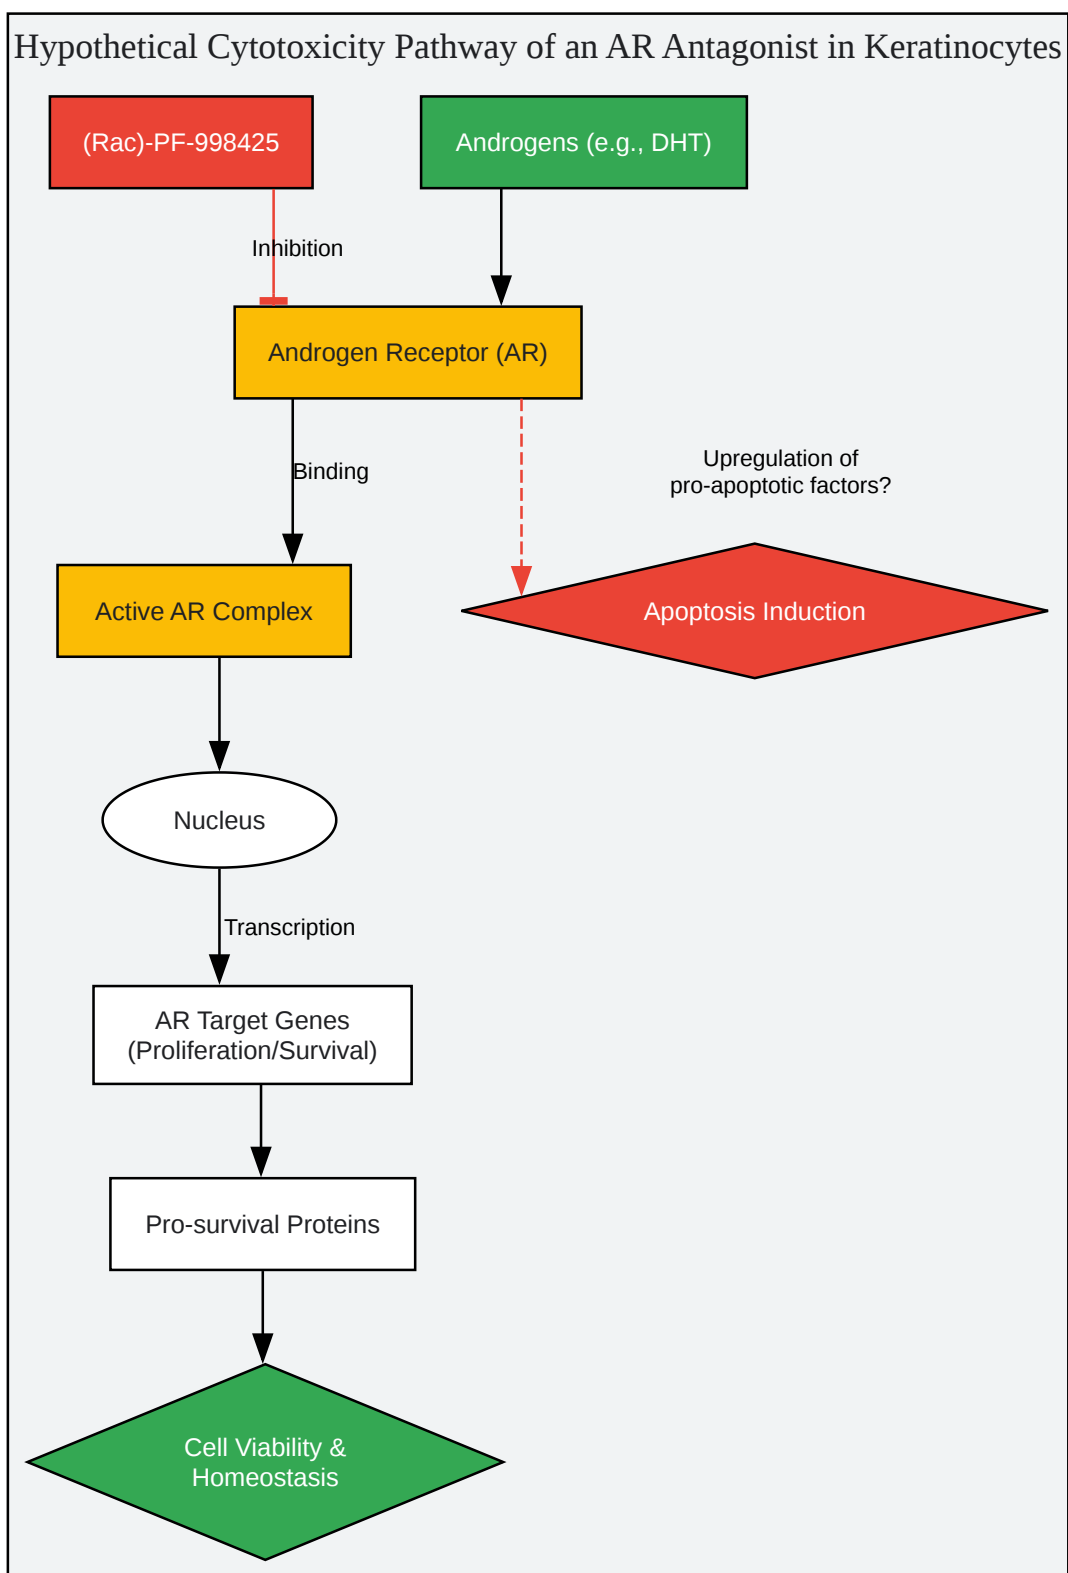 Hypothetical Cytotoxicity Pathway of an AR Antagonist in Keratinocytes
(Rac)-PF-998425
Androgens (e.g., DHT)
Inhibition
Androgen Receptor (AR)
Binding
Upregulation of
pro-apoptotic factors?
Active AR Complex
Apoptosis Induction
Nucleus
Transcription
AR Target Genes
(Proliferation/Survival)
Pro-survival Proteins
Cell Viability &
Homeostasis